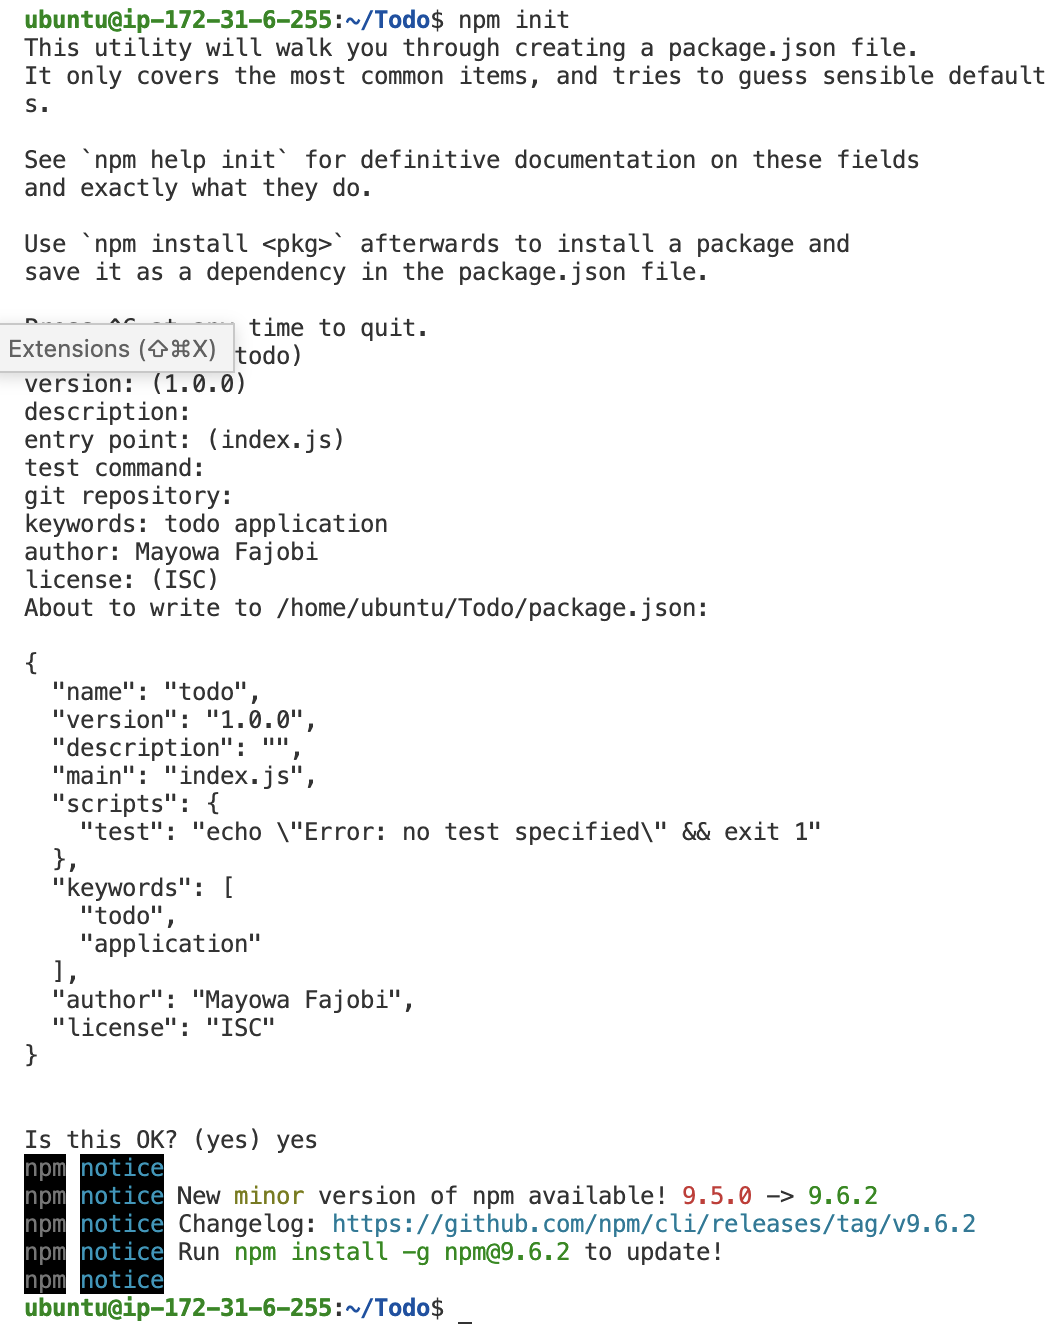 ubuntu@ip-172-31-6-255:~/Todo$ npm init
This utility will walk you through creating a package.json file.
It only covers the most common items, and tries to guess sensible default
s.
See `npm help init` for definitive documentation on these fields
and exactly what they do.
Use `npm install <pkg>` afterwards to install a package and
save it as a dependency in the package.json file.
Press ^C at any time to quit.
Extensions (⇧⌘X) todo)
version: (1.0.0)
description:
entry point: (index.js)
test command:
git repository:
keywords: todo application
author: Mayowa Fajobi
license: (ISC)
About to write to /home/ubuntu/Todo/package.json:
{
  "name": "todo",
  "version": "1.0.0",
  "description": "",
  "main": "index.js",
  "scripts": {
    "test": "echo \"Error: no test specified\" && exit 1"
  },
  "keywords": [
    "todo",
    "application"
  ],
  "author": "Mayowa Fajobi",
  "license": "ISC"
}
Is this OK? (yes) yes
npm notice
npm notice New minor version of npm available! 9.5.0 -> 9.6.2
npm notice Changelog: https://github.com/npm/cli/releases/tag/v9.6.2
npm notice Run npm install -g npm@9.6.2 to update!
npm notice
ubuntu@ip-172-31-6-255:~/Todo$ _